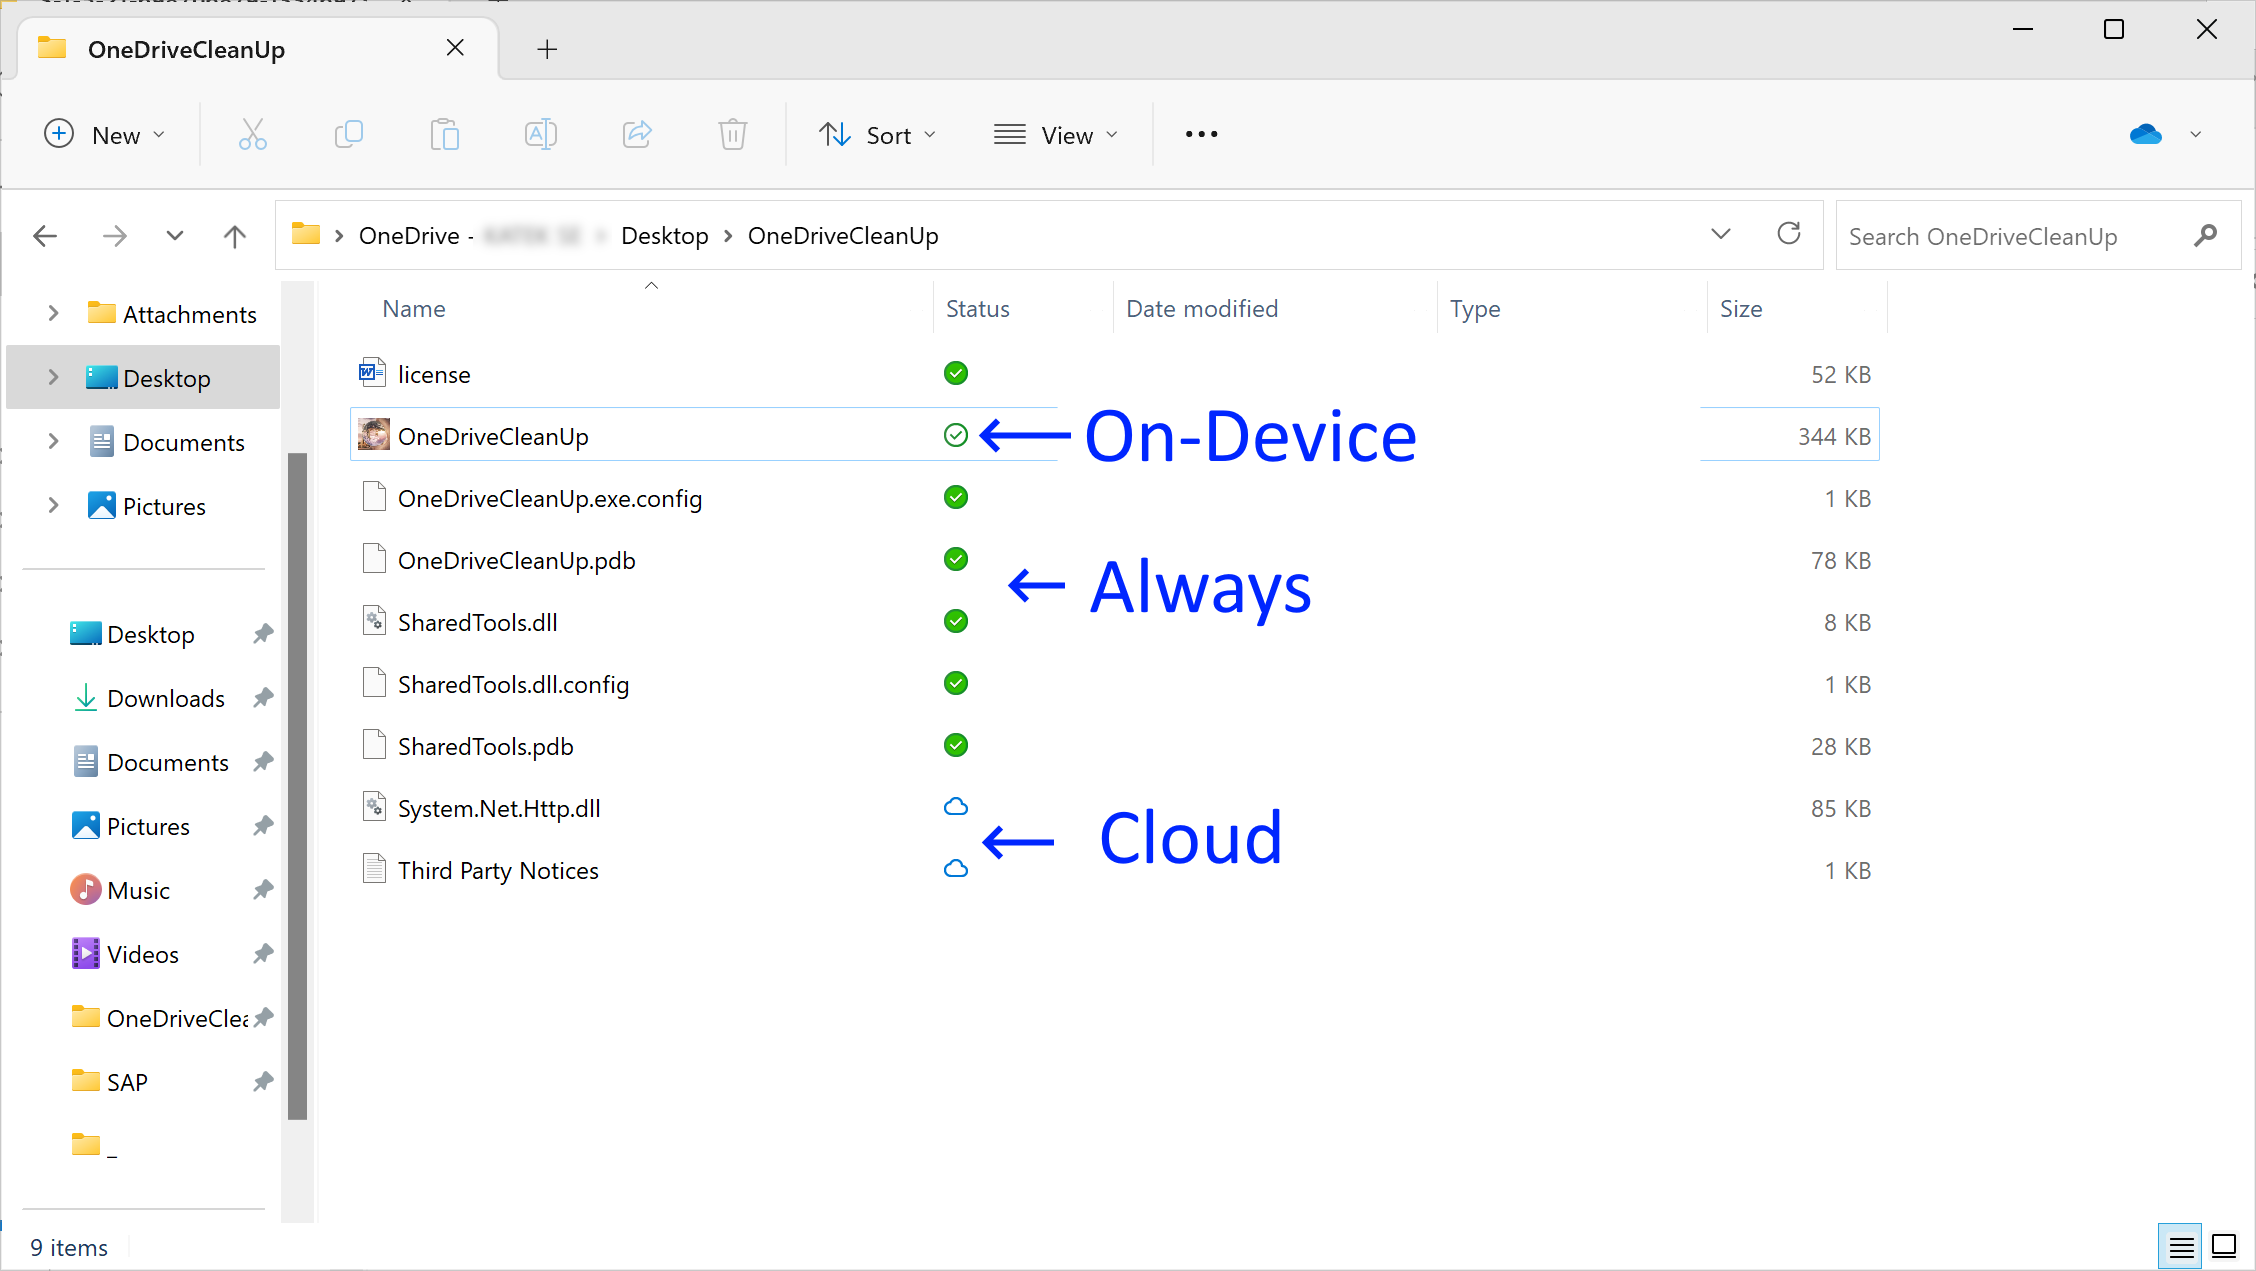 OneDriveCleanUp
New
Sort
View
OneDrive -
Desktop
OneDriveCleanUp
Search OneDriveCleanUp
Attachments
Desktop
Documents
Pictures
Desktop
Downloads
Documents
Pictures
Music
Videos
OneDriveClea
SAP
_
Name Status Date modified Type Size
license 52 KB
OneDriveCleanUp On-Device 344 KB
OneDriveCleanUp.exe.config 1 KB
OneDriveCleanUp.pdb 78 KB
Always
SharedTools.dll 8 KB
SharedTools.dll.config 1 KB
SharedTools.pdb 28 KB
System.Net.Http.dll 85 KB
Cloud
Third Party Notices 1 KB
9 items